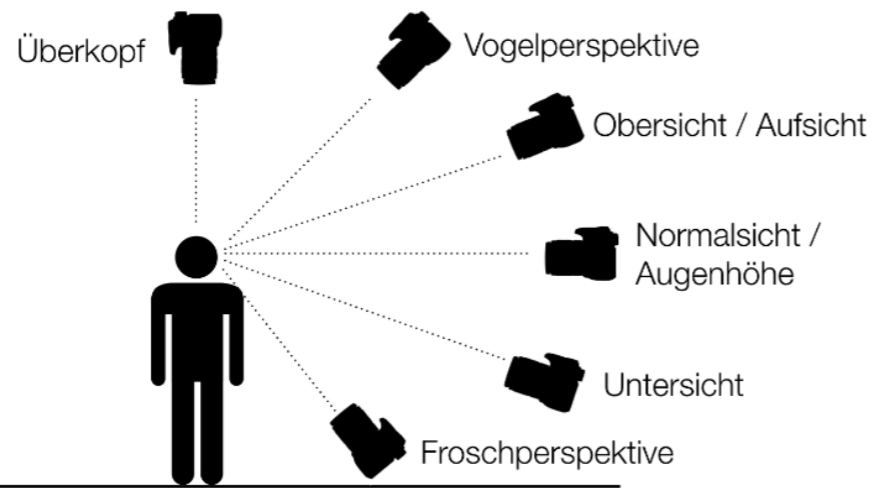 Überkopf
Vogelperspektive
Obersicht / Aufsicht
Normalsicht /
Augenhöhe
Untersicht
Froschperspektive